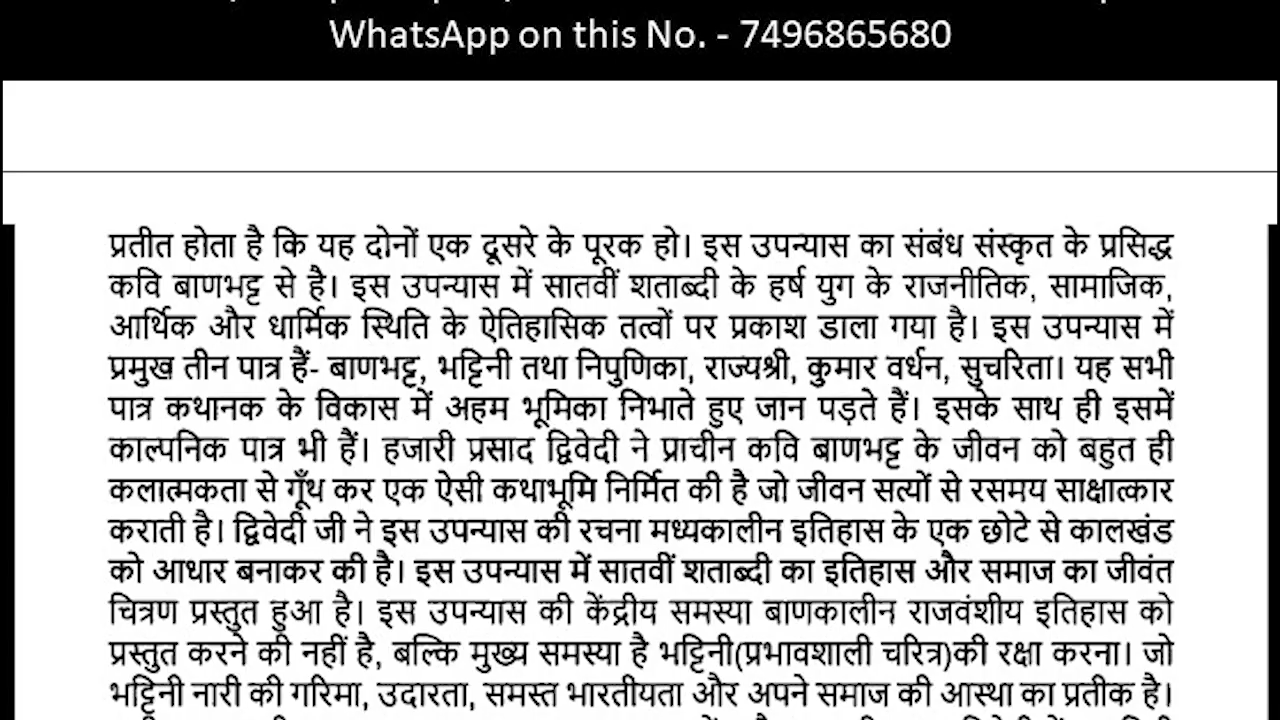 WhatsApp on this No. - 7496865680
प्रतीत होता है कि यह दोनों एक दूसरे के पूरक हो। इस उपन्यास का संबंध संस्कृत के प्रसिद्ध
कवि बाणभट्ट से है। इस उपन्यास में सातवीं शताब्दी के हर्ष युग के राजनीतिक, सामाजिक,
आर्थिक और धार्मिक स्थिति के ऐतिहासिक तत्वों पर प्रकाश डाला गया है। इस उपन्यास में
प्रमुख तीन पात्र हैं- बाणभट्ट, भट्टिनी तथा निपुणिका, राज्यश्री, कुमार वर्धन, सुचरिता। यह सभी
पात्र कथानक के विकास में अहम भूमिका निभाते हुए जान पड़ते हैं। इसके साथ ही इसमें
काल्पनिक पात्र भी हैं। हजारी प्रसाद द्विवेदी ने प्राचीन कवि बाणभट्ट के जीवन को बहुत ही
कलात्मकता से गूँथ कर एक ऐसी कथाभूमि निर्मित की है जो जीवन सत्यों से रसमय साक्षात्कार
कराती है। द्विवेदी जी ने इस उपन्यास की रचना मध्यकालीन इतिहास के एक छोटे से कालखंड
को आधार बनाकर की है। इस उपन्यास में सातवीं शताब्दी का इतिहास और समाज का जीवंत
चित्रण प्रस्तुत हुआ है। इस उपन्यास की केंद्रीय समस्या बाणकालीन राजवंशीय इतिहास को
प्रस्तुत करने की नहीं है, बल्कि मुख्य समस्या है भट्टिनी(प्रभावशाली चरित्र)की रक्षा करना। जो
भट्टिनी नारी की गरिमा, उदारता, समस्त भारतीयता और अपने समाज की आस्था का प्रतीक है।